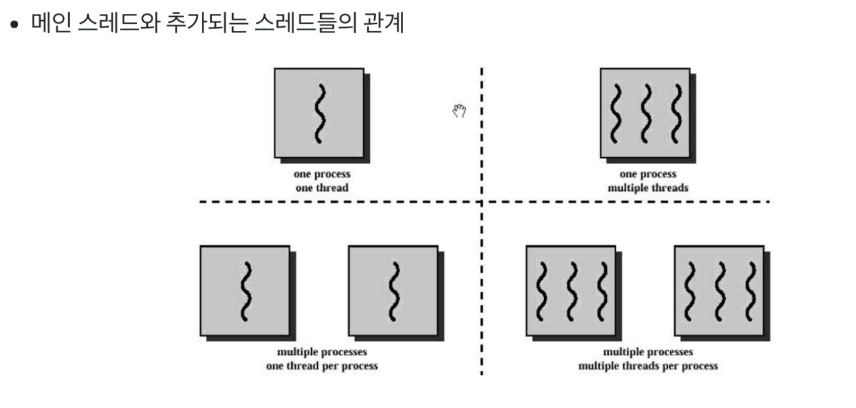 • 메인 스레드와 추가되는 스레드들의 관계
one process
one thread
one process
multiple threads
multiple processes
one thread per process
multiple processes
multiple threads per process